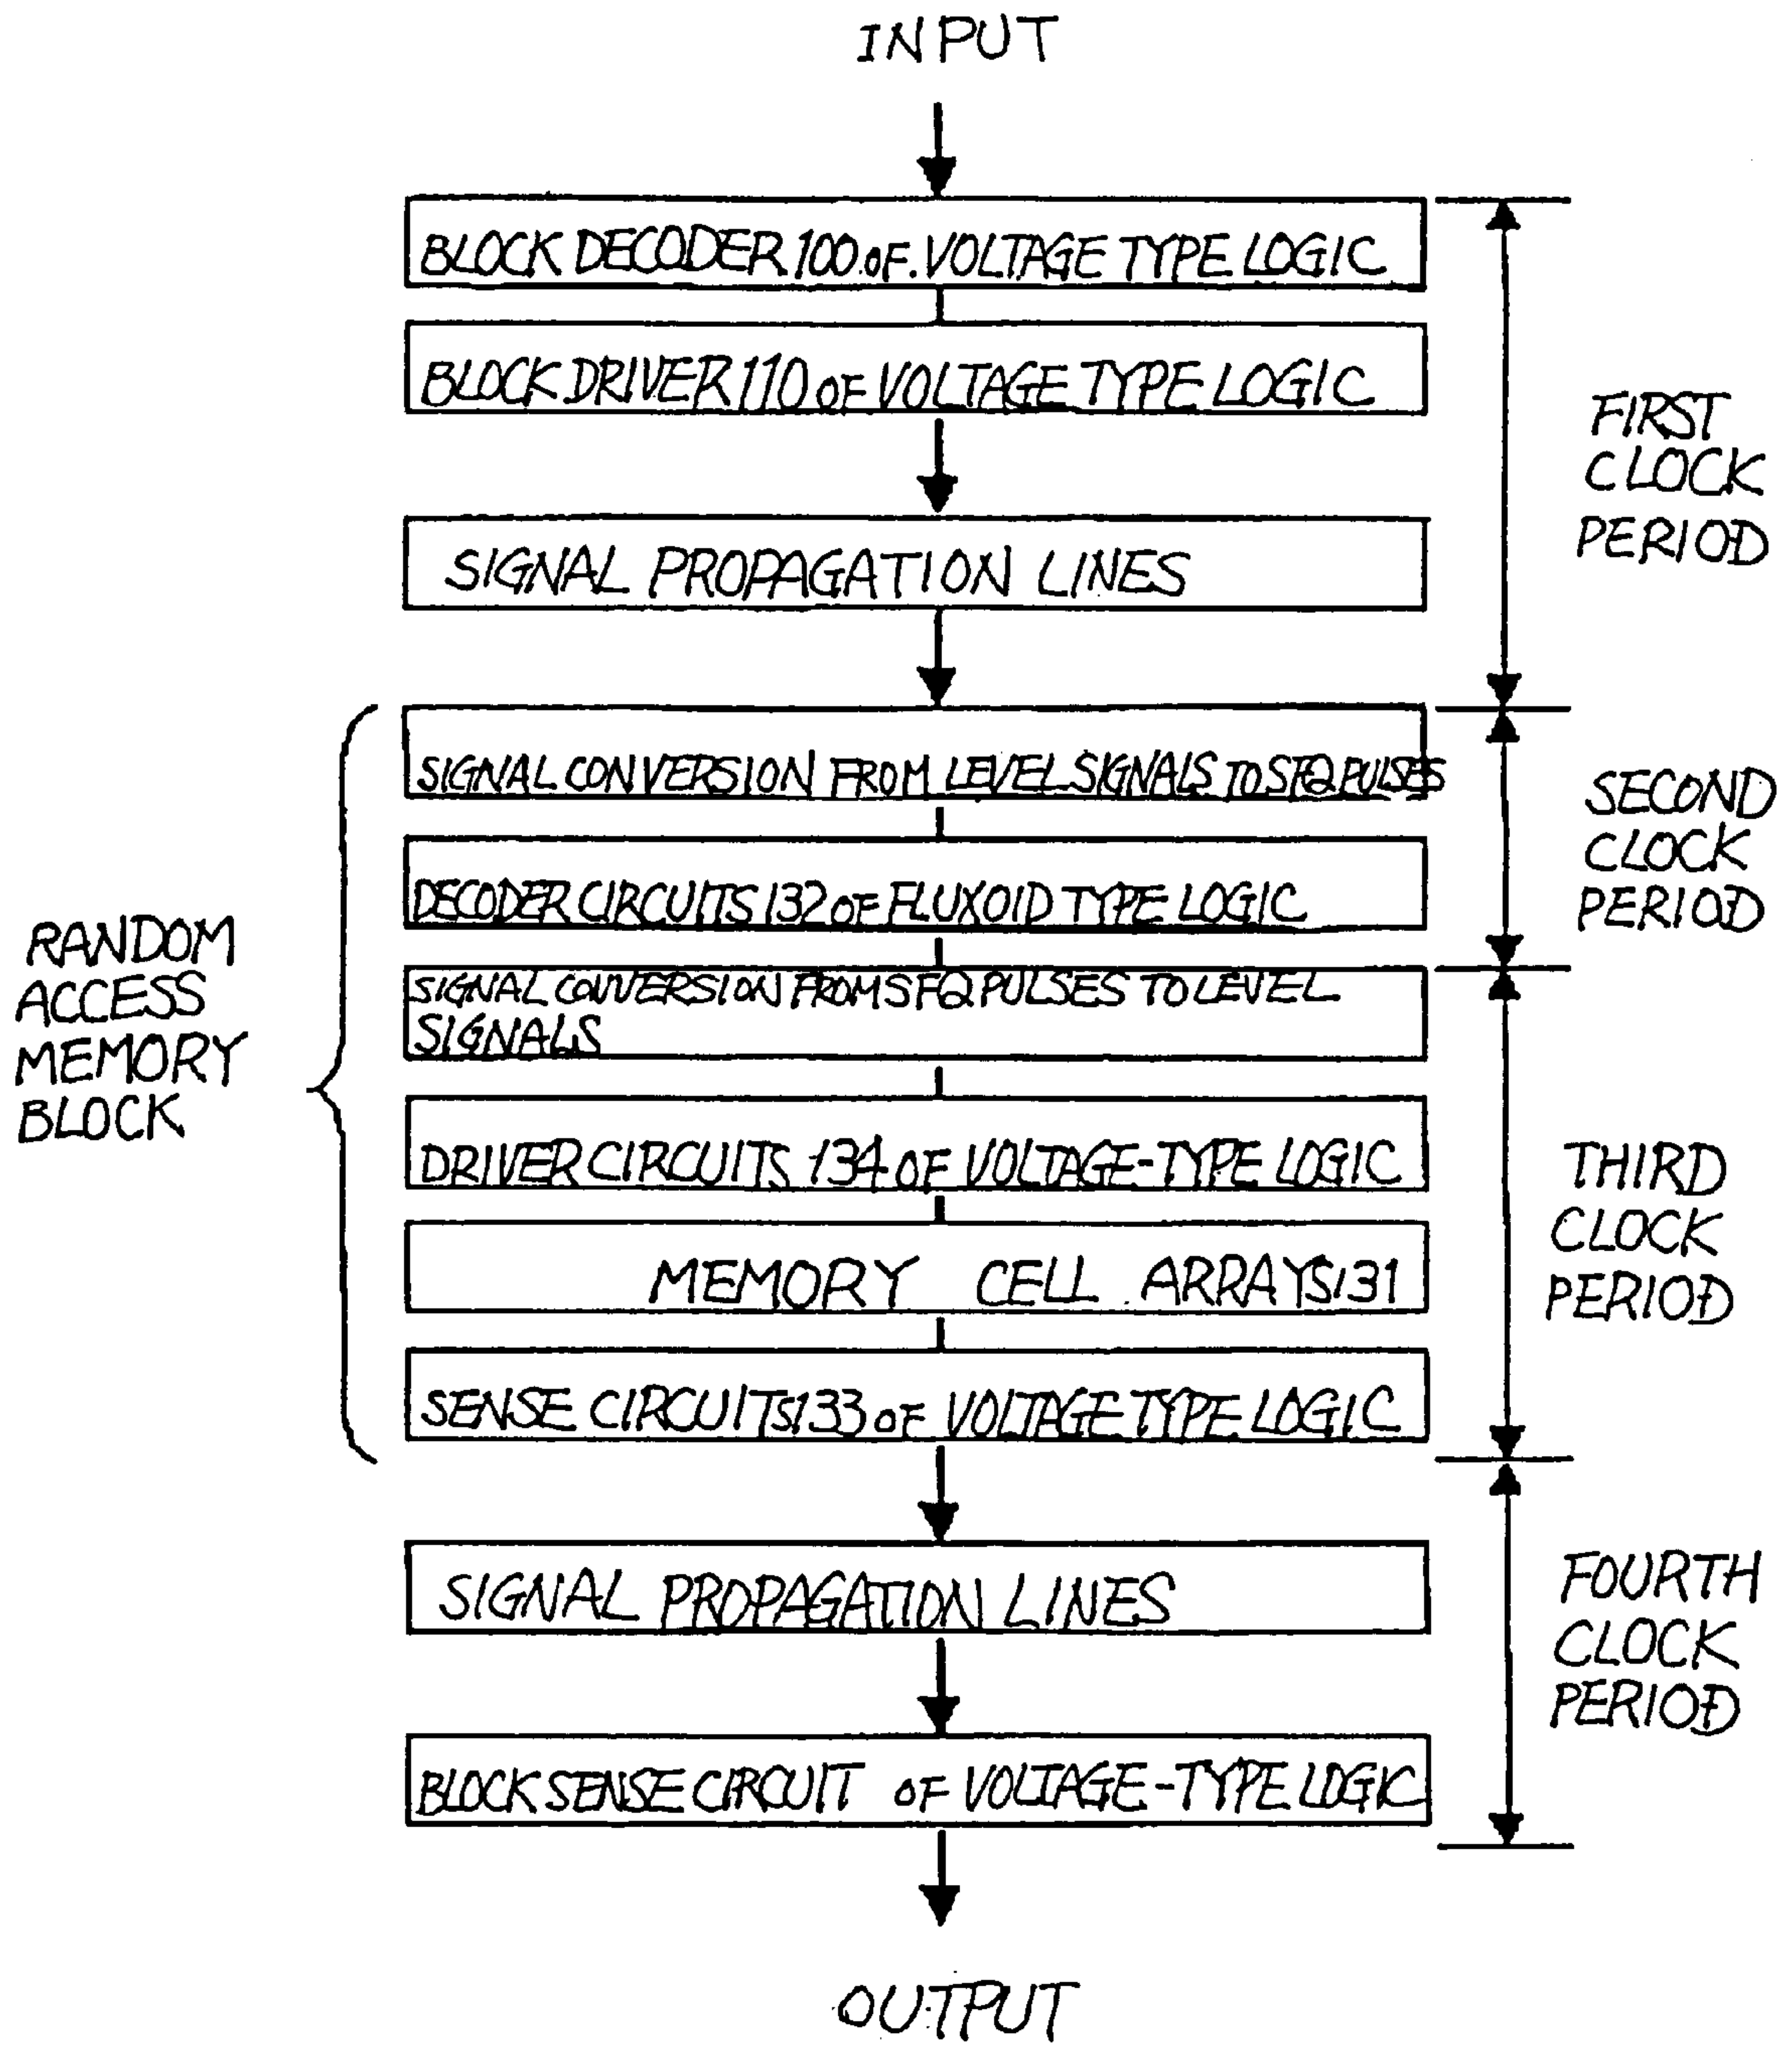 INPUT
BLOCK DECODER 100 OF. VOLTAGE TYPE LOGIC
BLOCK DRIVER 110 OF VOLTAGE TYPE LOGIC
FIRST
CLOCK
PERIOD
SIGNAL PROPAGATION LINES
SIGNAL CONVERSION FROM LEVEL SIGNALS TO SFQ PULSES
SECOND
CLOCK
PERIOD
DECODER CIRCUITS 132 OF FLUXOID TYPE LOGIC
RANDOM
ACCESS
MEMORY
BLOCK
SIGNAL CONVERSION FROM SFQ PULSES TO LEVEL
SIGNALS
DRIVER CIRCUITS 134 OF VOLTAGE-TYPE LOGIC
THIRD
CLOCK
PERIOD
MEMORY CELL ARRAYS 131
SENSE CIRCUITS 133 OF VOLTAGE TYPE LOGIC
SIGNAL PROPAGATION LINES
FOURTH
CLOCK
PERIOD
BLOCK SENSE CIRCUIT OF VOLTAGE-TYPE LOGIC
OUTPUT